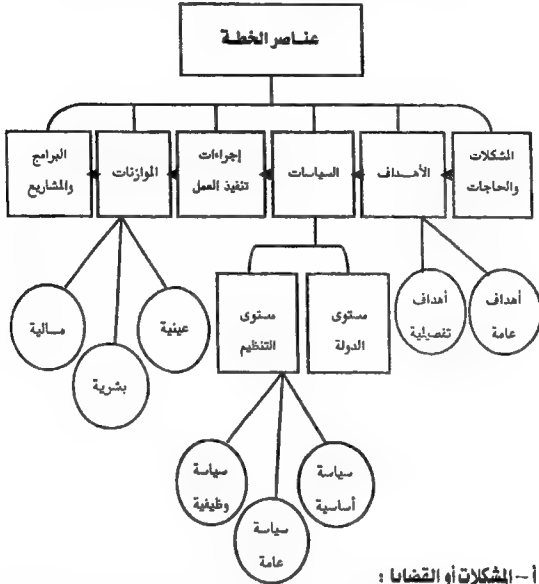 عناصر الخطة
المشكلات
والحاجات
الأهداف
السياسات
إجراءات
تنفيذ العمل
الموازنات
البرامج
والمشاريع
أهداف
عامة
أهداف
تفصيلية
مستوى
الدولة
مستوى
التنظيم
عينية
بشرية
مالية
سياسة
أساسية
سياسة
عامة
سياسة
وظيفية
أ - المشكلات أو القضايا :